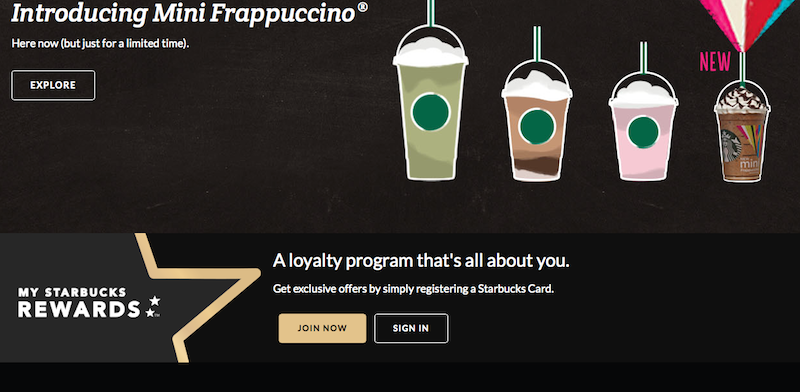 Introducing Mini Frappuccino®
Here now (but just for a limited time).
EXPLORE
NEW
mini
A loyalty program that's all about you.
Get exclusive offers by simply registering a Starbucks Card.
MY STARBUCKS
REWARDS™
JOIN NOW
SIGN IN